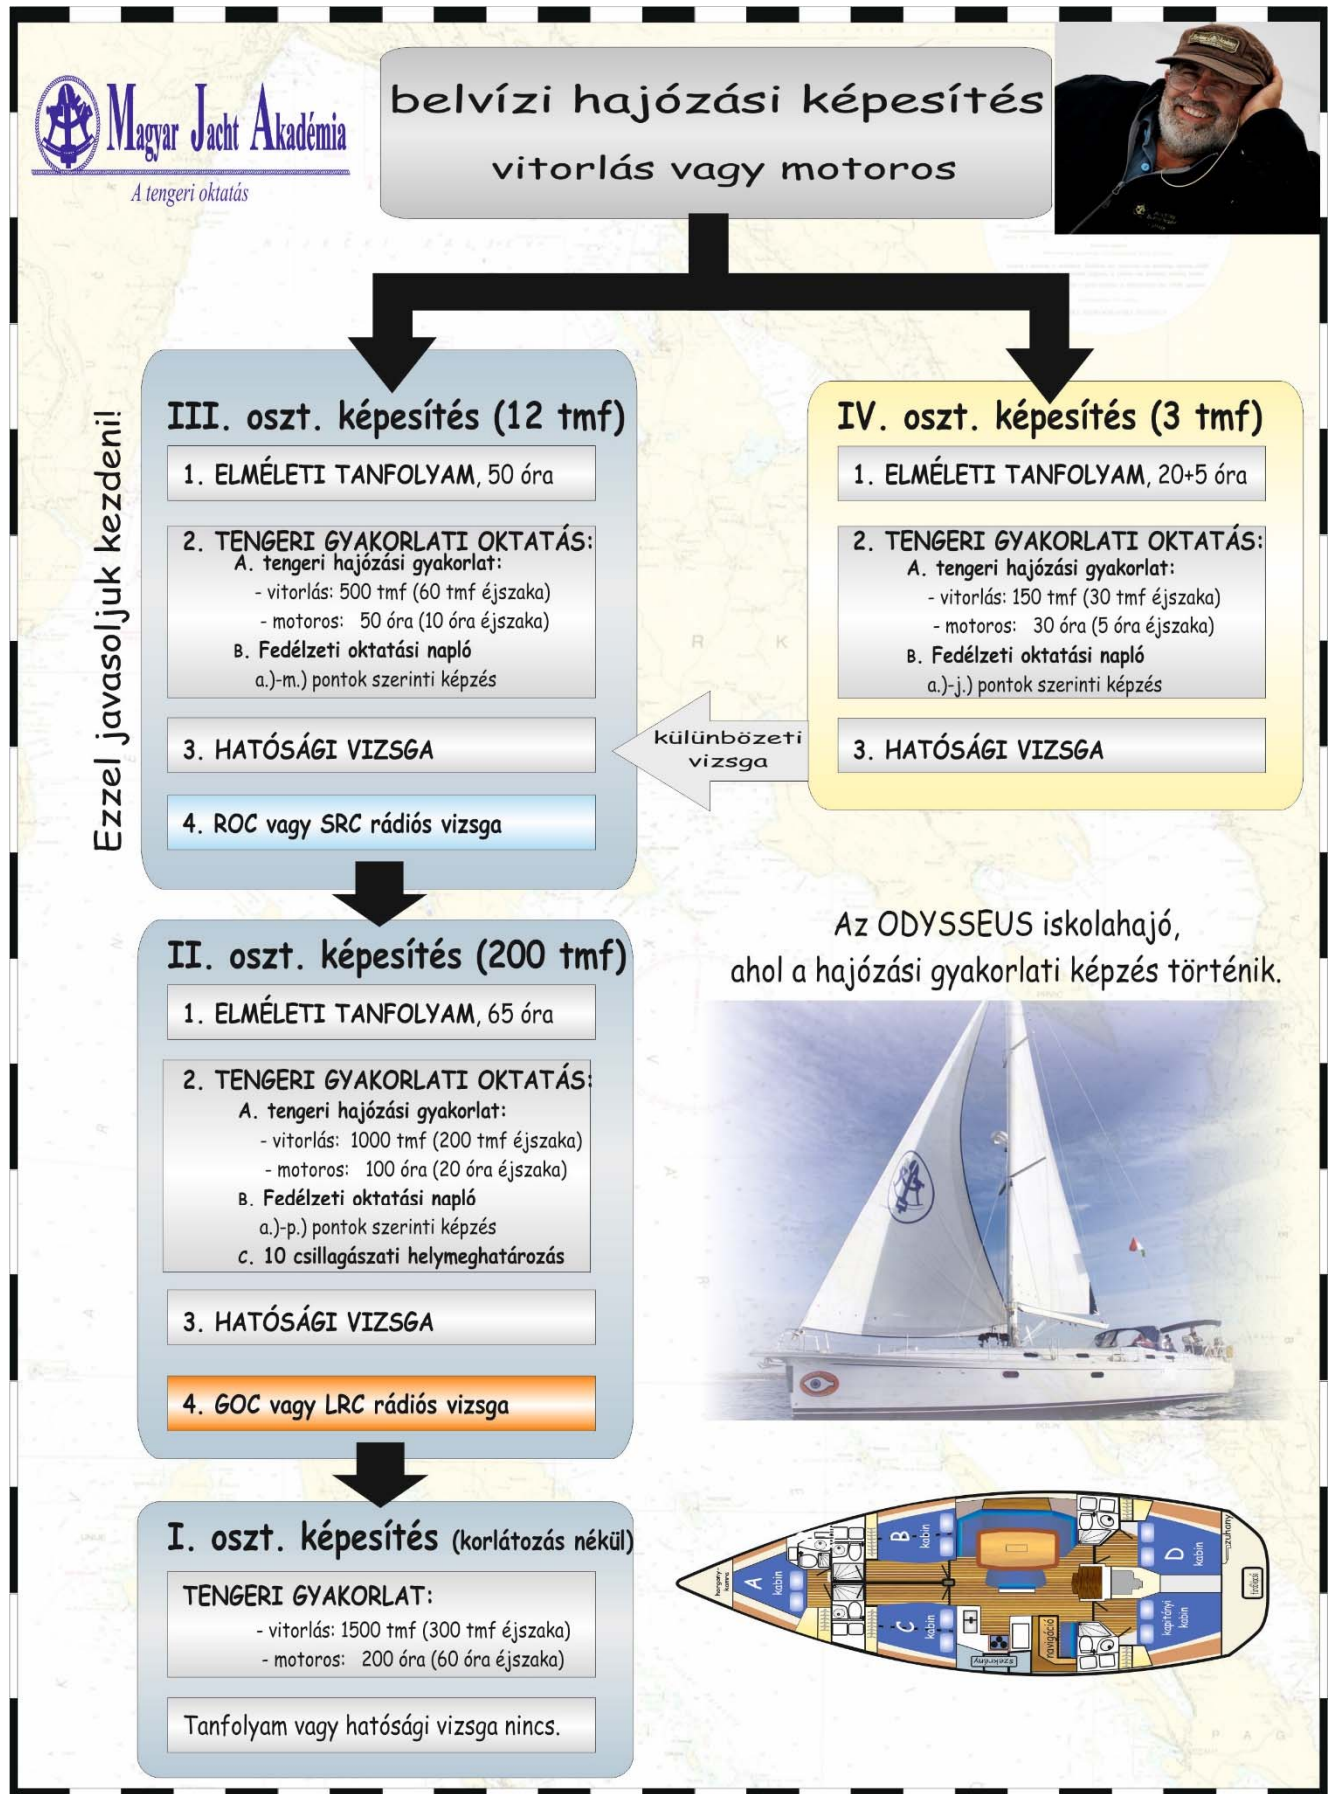 Magyar Jacht Akadémia
A tengeri oktatás
belvízi hajózási képesítés
vitorlás vagy motoros
Ezzel javasoljuk kezdeni!
III. oszt. képesítés (12 tmf)
1. ELMÉLETI TANFOLYAM, 50 óra
2. TENGERI GYAKORLATI OKTATÁS:
A. tengeri hajózási gyakorlat:
- vitorlás: 500 tmf (60 tmf éjszaka)
- motoros: 50 óra (10 óra éjszaka)
B. Fedélzeti oktatási napló
a.)-m.) pontok szerinti képzés
3. HATÓSÁGI VIZSGA
4. ROC vagy SRC rádiós vizsga
IV. oszt. képesítés (3 tmf)
1. ELMÉLETI TANFOLYAM, 20+5 óra
2. TENGERI GYAKORLATI OKTATÁS:
A. tengeri hajózási gyakorlat:
- vitorlás: 150 tmf (30 tmf éjszaka)
- motoros: 30 óra (5 óra éjszaka)
B. Fedélzeti oktatási napló
a.)-j.) pontok szerinti képzés
3. HATÓSÁGI VIZSGA
külünbözeti
vizsga
II. oszt. képesítés (200 tmf)
1. ELMÉLETI TANFOLYAM, 65 óra
2. TENGERI GYAKORLATI OKTATÁS:
A. tengeri hajózási gyakorlat:
- vitorlás: 1000 tmf (200 tmf éjszaka)
- motoros: 100 óra (20 óra éjszaka)
B. Fedélzeti oktatási napló
a.)-p.) pontok szerinti képzés
C. 10 csillagászati helymeghatározás
3. HATÓSÁGI VIZSGA
4. GOC vagy LRC rádiós vizsga
I. oszt. képesítés (korlátozás nékül)
TENGERI GYAKORLAT:
- vitorlás: 1500 tmf (300 tmf éjszaka)
- motoros: 200 óra (60 óra éjszaka)
Tanfolyam vagy hatósági vizsga nincs.
Az ODYSSEUS iskolahajó,
ahol a hajózási gyakorlati képzés történik.
horgony-
kamra
A
kabin
B
kabin
C
kabin
szekrény
navigáció
D
kabin
kapitányi
kabin
zuhany